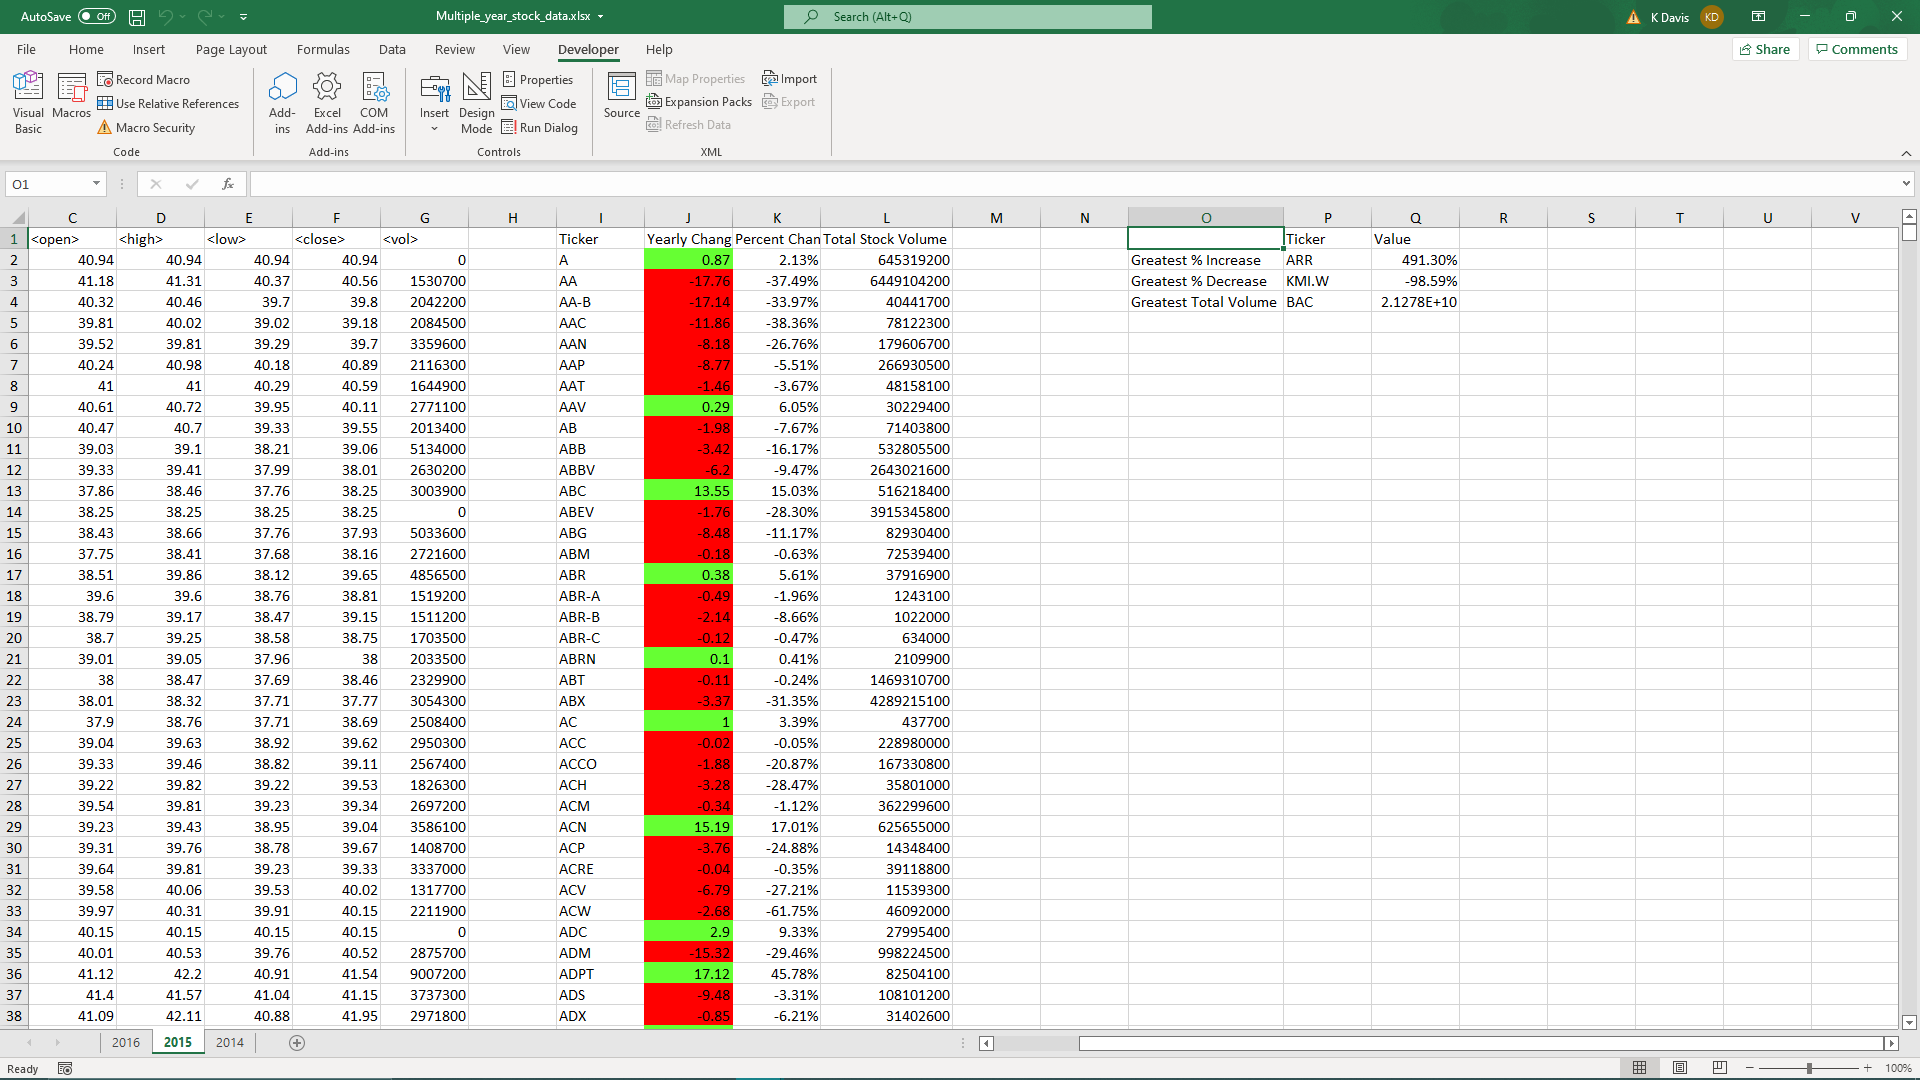 AutoSave Off Multiple_year_stock_data.xlsx Search (Alt+Q) K Davis KD
File Home Insert Page Layout Formulas Data Review View Developer Help Share Comments
Visual Basic Macros Record Macro Use Relative References Macro Security Code
Add-ins Excel Add-ins COM Add-ins Add-ins
Insert Design Mode Properties View Code Run Dialog Controls
Source Map Properties Expansion Packs Refresh Data Import Export XML
O1 fx
C D E F G H I J K L M N O P Q R S T U V
1 <open> <high> <low> <close> <vol> Ticker Yearly Chang Percent Chan Total Stock Volume Ticker Value
2 40.94 40.94 40.94 40.94 0 A 0.87 2.13% 645319200 Greatest % Increase ARR 491.30%
3 41.18 41.31 40.37 40.56 1530700 AA -17.76 -37.49% 6449104200 Greatest % Decrease KMI.W -98.59%
4 40.32 40.46 39.7 39.8 2042200 AA-B -17.14 -33.97% 40441700 Greatest Total Volume BAC 2.1278E+10
5 39.81 40.02 39.02 39.18 2084500 AAC -11.86 -38.36% 78122300
6 39.52 39.81 39.29 39.7 3359600 AAN -8.18 -26.76% 179606700
7 40.24 40.98 40.18 40.89 2116300 AAP -8.77 -5.51% 266930500
8 41 41 40.29 40.59 1644900 AAT -1.46 -3.67% 48158100
9 40.61 40.72 39.95 40.11 2771100 AAV 0.29 6.05% 30229400
10 40.47 40.7 39.33 39.55 2013400 AB -1.98 -7.67% 71403800
11 39.03 39.1 38.21 39.06 5134000 ABB -3.42 -16.17% 532805500
12 39.33 39.41 37.99 38.01 2630200 ABBV -6.2 -9.47% 2643021600
13 37.86 38.46 37.76 38.25 3003900 ABC 13.55 15.03% 516218400
14 38.25 38.25 38.25 38.25 0 ABEV -1.76 -28.30% 3915345800
15 38.43 38.66 37.76 37.93 5033600 ABG -8.48 -11.17% 82930400
16 37.75 38.41 37.68 38.16 2721600 ABM -0.18 -0.63% 72539400
17 38.51 39.86 38.12 39.65 4856500 ABR 0.38 5.61% 37916900
18 39.6 39.6 38.76 38.81 1519200 ABR-A -0.49 -1.96% 1243100
19 38.79 39.17 38.47 39.15 1511200 ABR-B -2.14 -8.66% 1022000
20 38.7 39.25 38.58 38.75 1703500 ABR-C -0.12 -0.47% 634000
21 39.01 39.05 37.96 38 2033500 ABRN 0.1 0.41% 2109900
22 38 38.47 37.69 38.46 2329900 ABT -0.11 -0.24% 1469310700
23 38.01 38.32 37.71 37.77 3054300 ABX -3.37 -31.35% 4289215100
24 37.9 38.76 37.71 38.69 2508400 AC 1 3.39% 437700
25 39.04 39.63 38.92 39.62 2950300 ACC -0.02 -0.05% 228980000
26 39.33 39.46 38.82 39.11 2567400 ACCO -1.88 -20.87% 167330800
27 39.22 39.82 39.22 39.53 1826300 ACH -3.28 -28.47% 35801000
28 39.54 39.81 39.23 39.34 2697200 ACM -0.34 -1.12% 362299600
29 39.23 39.43 38.95 39.04 3586100 ACN 15.19 17.01% 625655000
30 39.31 39.76 38.78 39.67 1408700 ACP -3.76 -24.88% 14348400
31 39.64 39.81 39.23 39.33 3337000 ACRE -0.04 -0.35% 39118800
32 39.58 40.06 39.53 40.02 1317700 ACV -6.79 -27.21% 11539300
33 39.97 40.31 39.91 40.15 2211900 ACW -2.68 -61.75% 46092000
34 40.15 40.15 40.15 40.15 0 ADC 2.9 9.33% 27995400
35 40.01 40.53 39.76 40.52 2875700 ADM -15.32 -29.46% 998224500
36 41.12 42.2 40.91 41.54 9007200 ADPT 17.12 45.78% 82504100
37 41.4 41.57 41.04 41.15 3737300 ADS -9.48 -3.31% 108101200
38 41.09 42.11 40.88 41.95 2971800 ADX -0.85 -6.21% 31402600
2016 2015 2014
Ready 100%